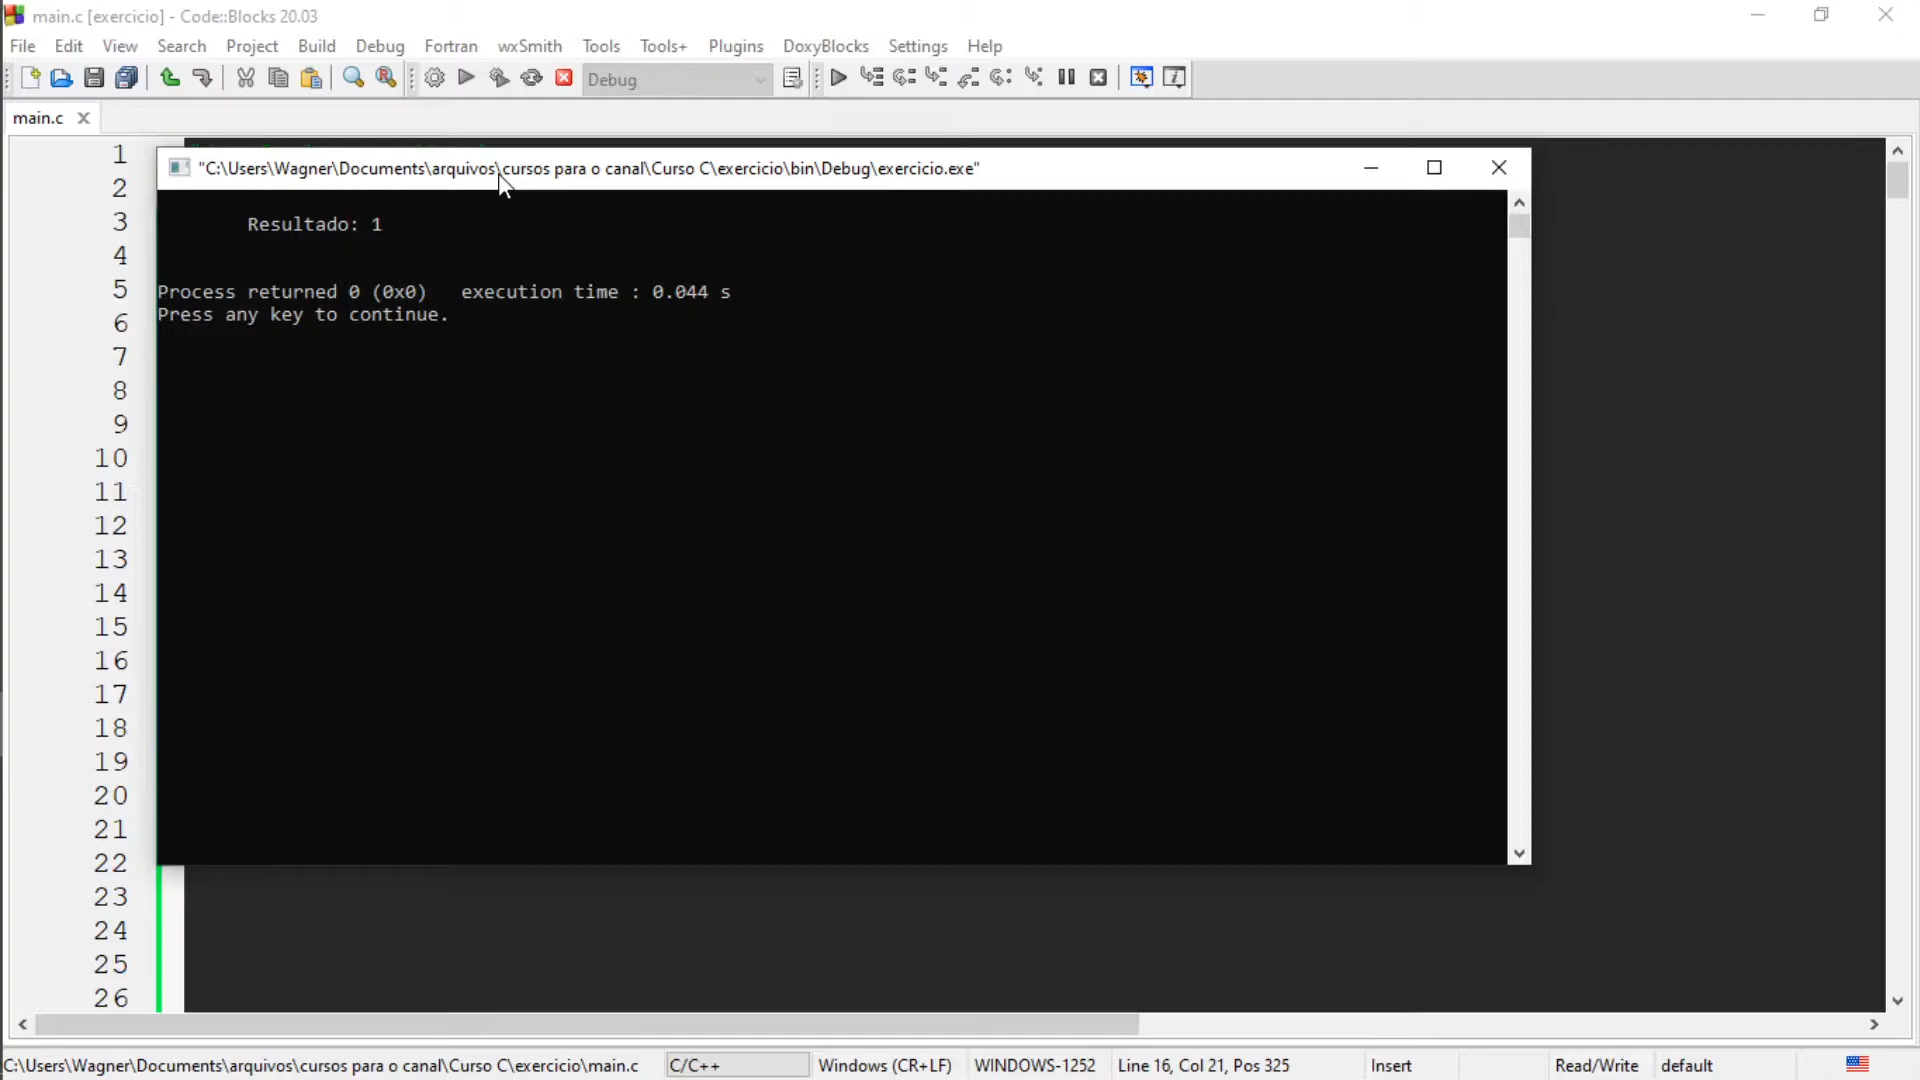 main.c [exercicio] - Code::Blocks 20.03
File Edit View Search Project Build Debug Fortran wxSmith Tools Tools+ Plugins DoxyBlocks Settings Help
Debug
main.c
"C:\Users\Wagner\Documents\arquivos\cursos para o canal\Curso C\exercicio\bin\Debug\exercicio.exe"
Resultado: 1
Process returned 0 (0x0) execution time : 0.044 s
Press any key to continue.
1
2
3
4
5
6
7
8
9
10
11
12
13
14
15
16
17
18
19
20
21
22
23
24
25
26
C:\Users\Wagner\Documents\arquivos\cursos para o canal\Curso C\exercicio\main.c C/C++ Windows (CR+LF) WINDOWS-1252 Line 16, Col 21, Pos 325 Insert Read/Write default